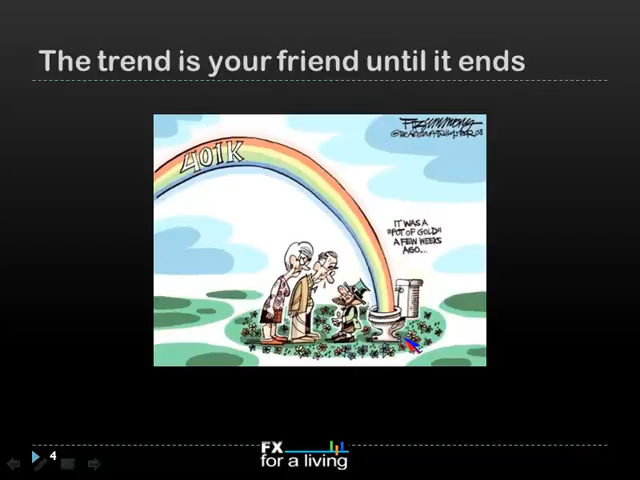 The trend is your friend until it ends
Fitzsimmons
401K
IT WAS A
"POT OF GOLD"
A FEW WEEKS
AGO...
4
FX
for a living